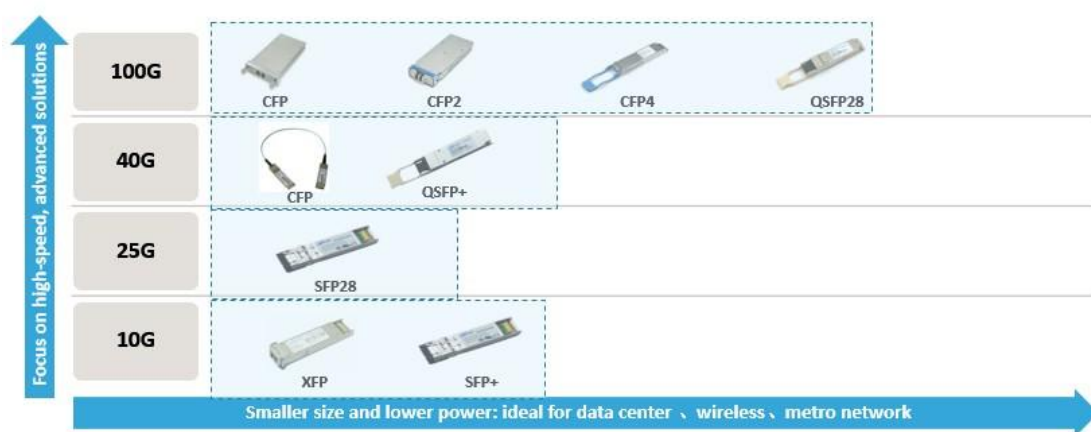 Focus on high-speed, advanced solutions
100G
CFP
CFP2
CFP4
QSFP28
40G
CFP
QSFP+
25G
SFP28
10G
XFP
SFP+
Smaller size and lower power: ideal for data center 、wireless、metro network